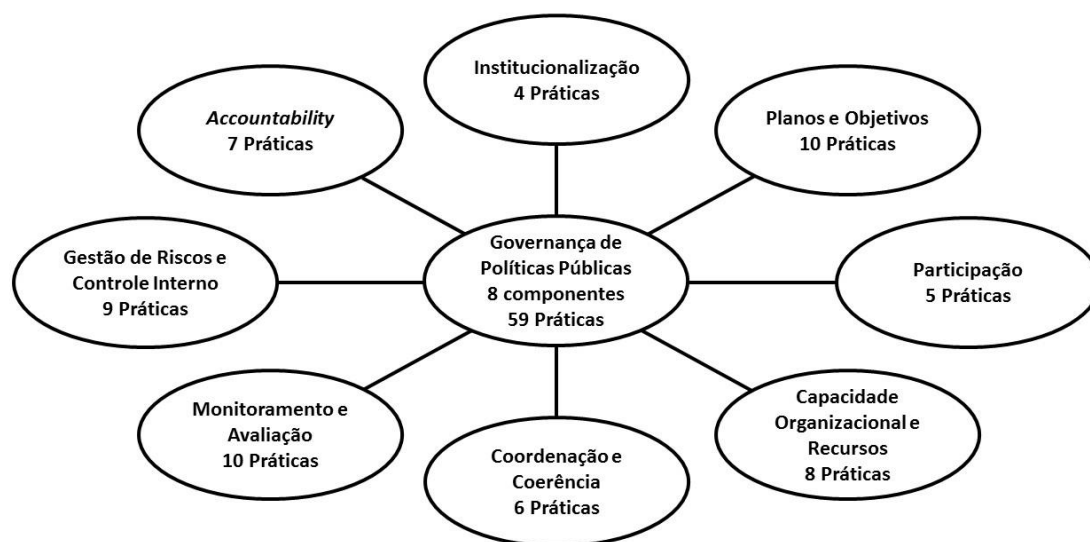 Institucionalização
4 Práticas
Accountability
7 Práticas
Planos e Objetivos
10 Práticas
Gestão de Riscos e
Controle Interno
9 Práticas
Governança de
Políticas Públicas
8 componentes
59 Práticas
Participação
5 Práticas
Monitoramento e
Avaliação
10 Práticas
Coordenação e
Coerência
6 Práticas
Capacidade
Organizacional e
Recursos
8 Práticas